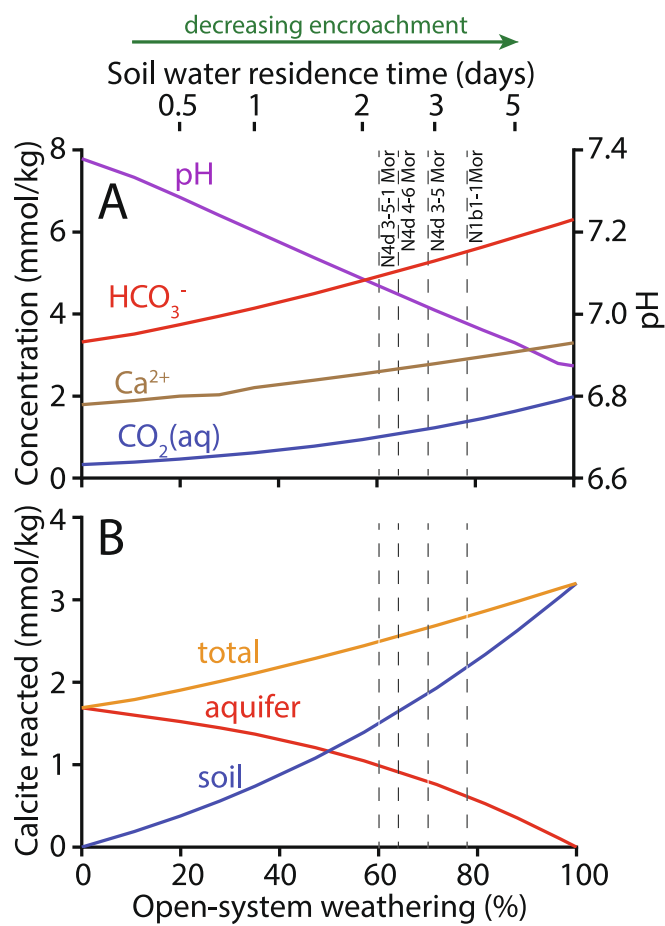 decreasing encroachment
Soil water residence time (days)
0.5 1 2 3 5
8 7.4
6 7.2
4 7.0
2 6.8
0 6.6
Concentration (mmol/kg)
pH
A
pH
HCO₃⁻
Ca²⁺
CO₂(aq)
N4d 3-5-1 Mor
N4d 4-6 Mor
N4d 3-5 Mor
N1b1-1 Mor
B
4
3
2
1
0
Calcite reacted (mmol/kg)
total
aquifer
soil
0 20 40 60 80 100
Open-system weathering (%)